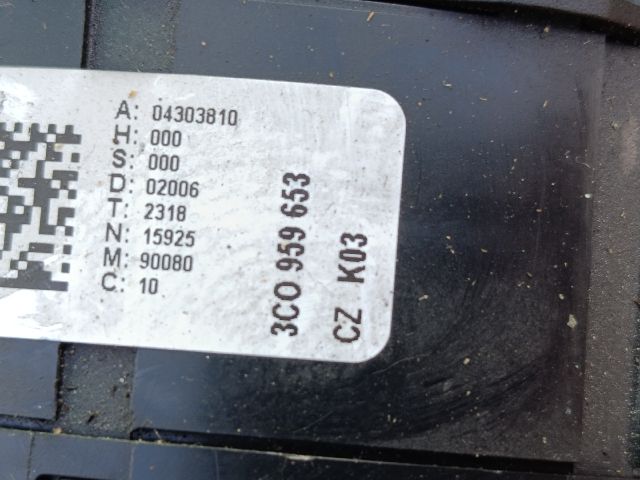 A: 04303810
H: 000
S: 000
D: 02006
T: 2318
N: 15925
M: 90080
C: 10
3C0 959 653
CZ K03